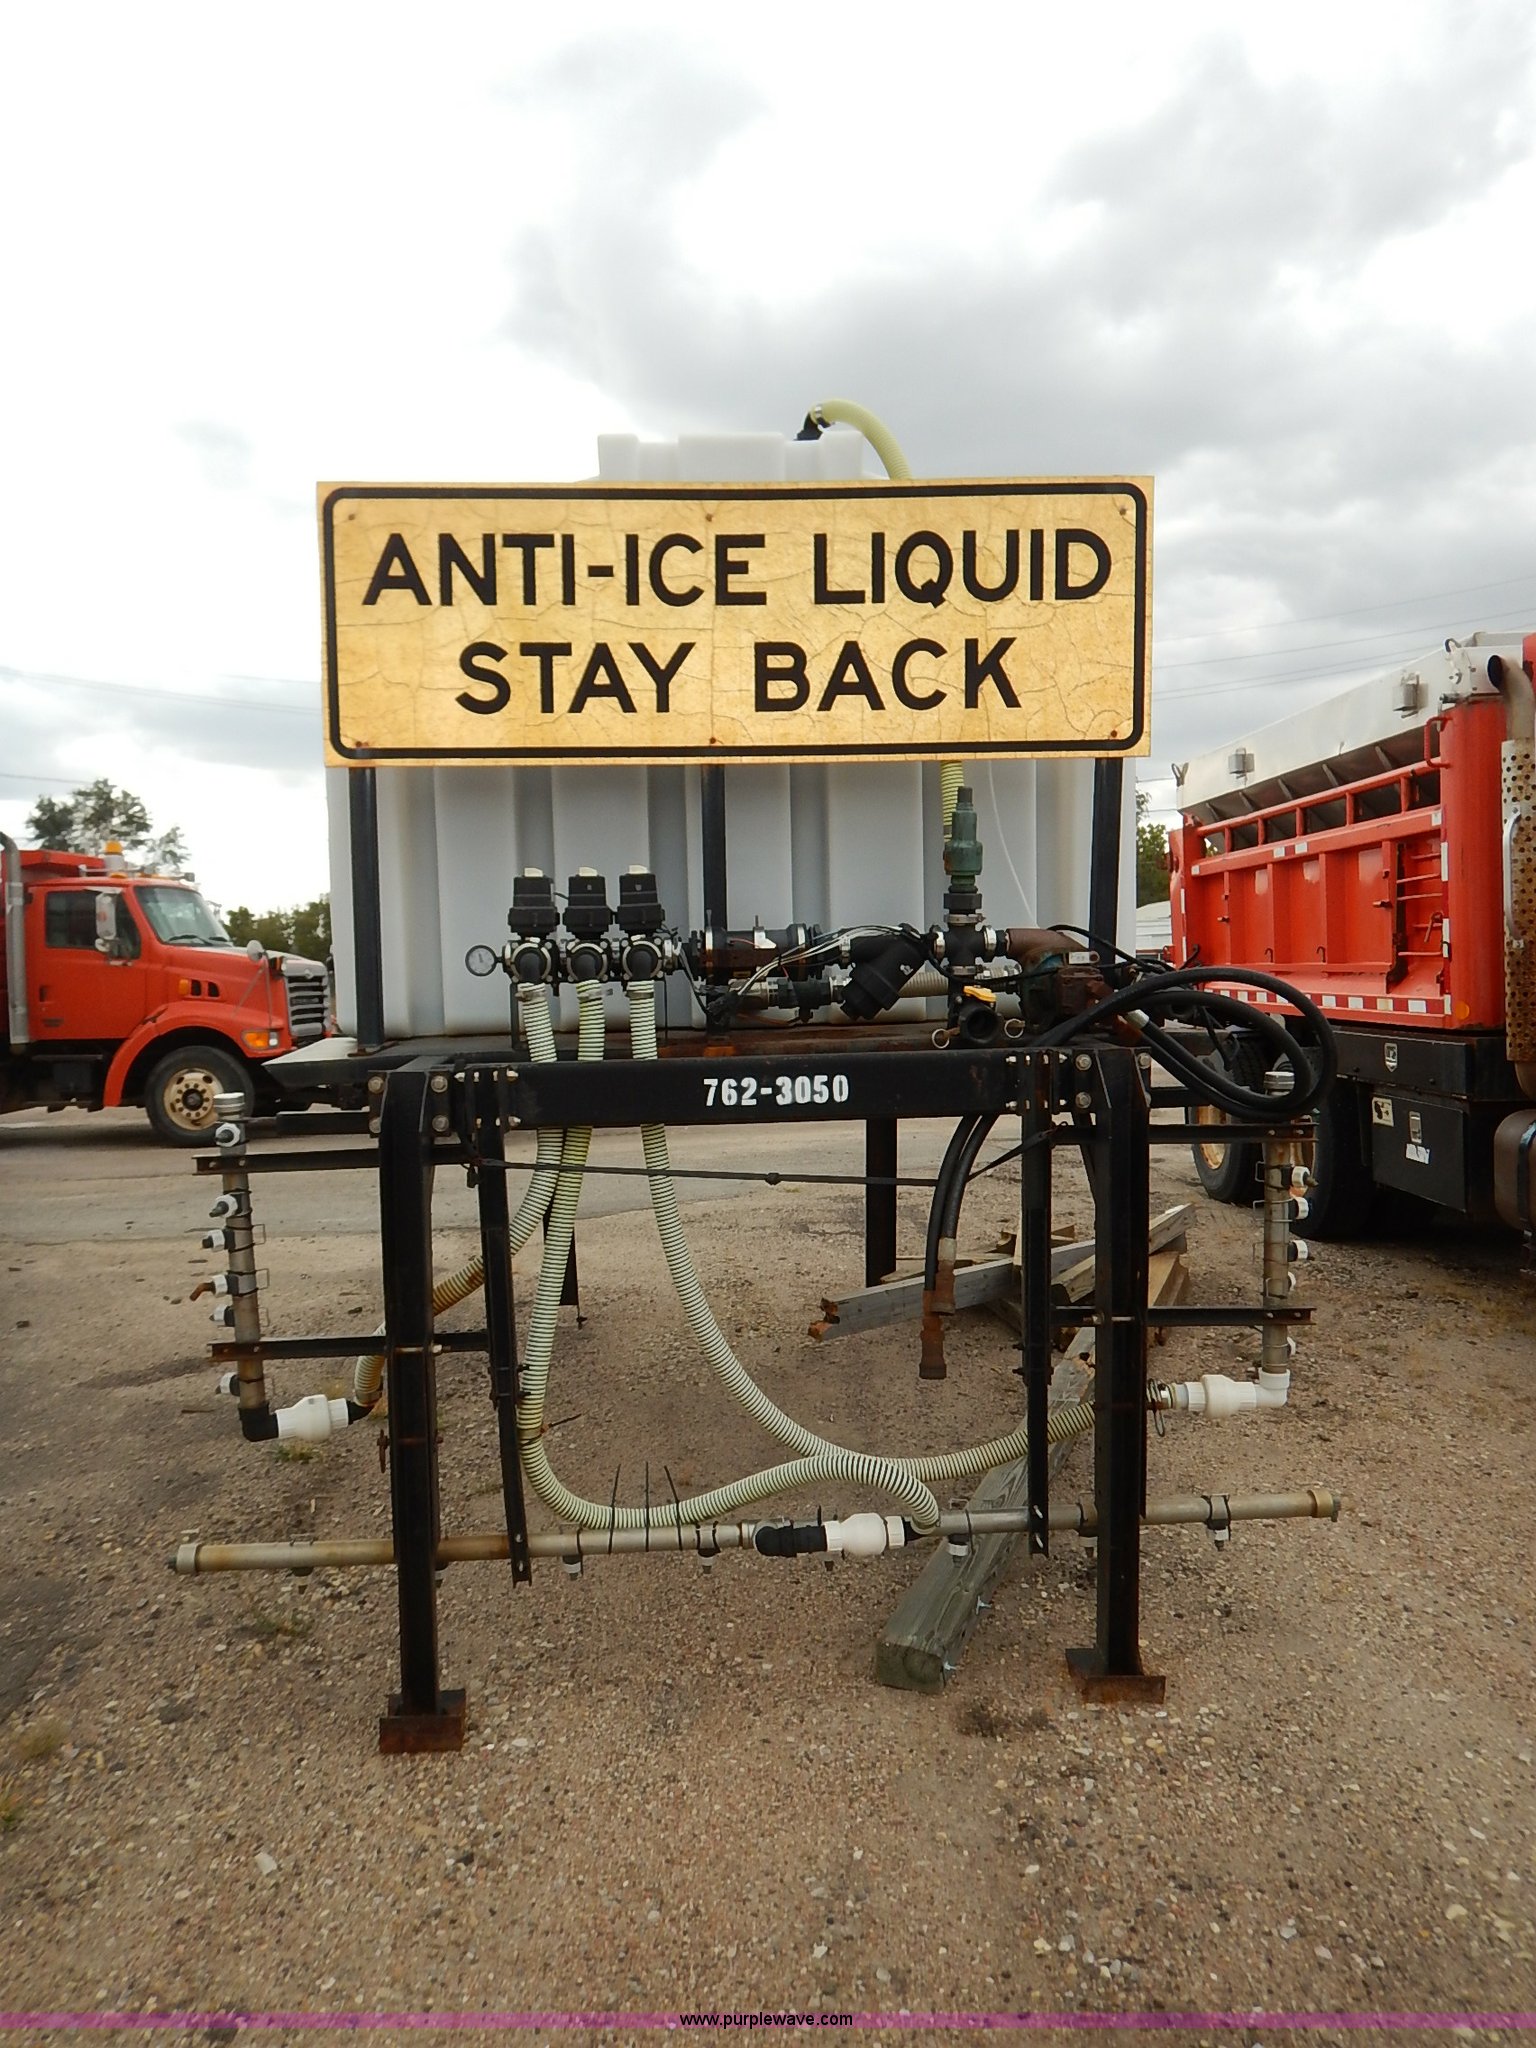 ANTI-ICE LIQUID
STAY BACK
762-3050
www.purplewave.com